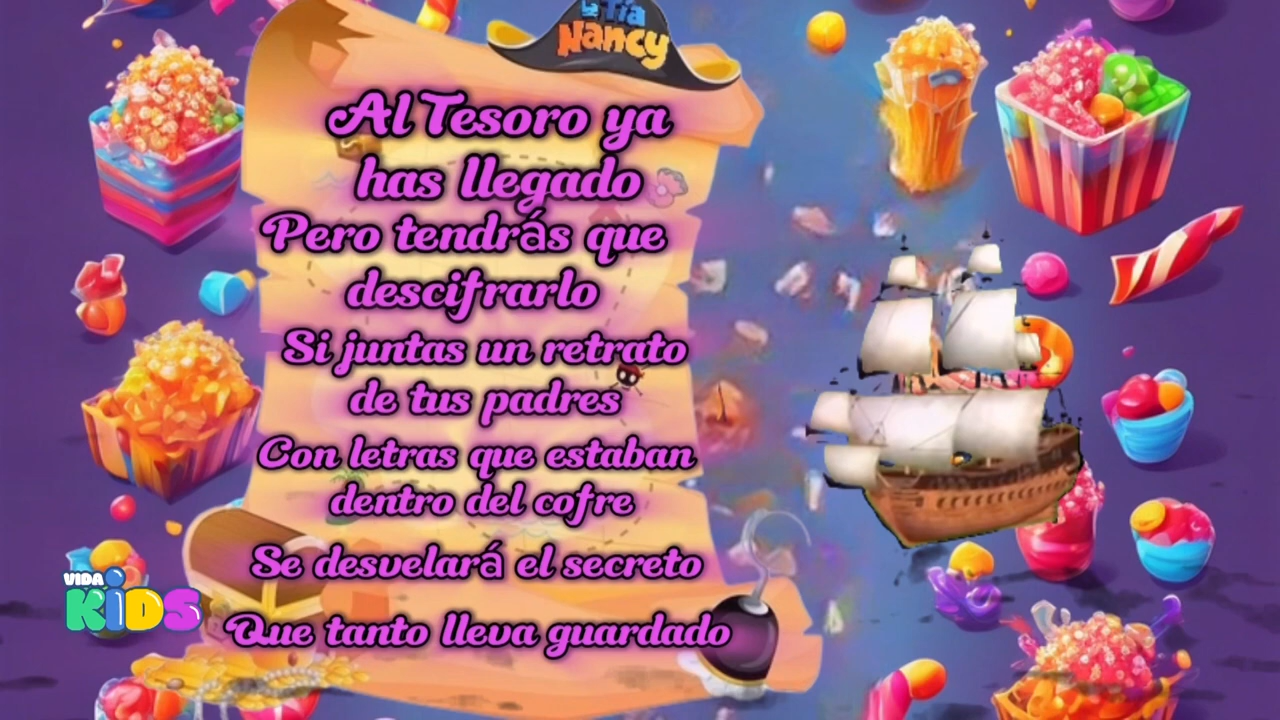 La Tía
Nancy
Al Tesoro ya
has llegado
Pero tendrás que
descifrarlo
Si juntas un retrato
de tus padres
Con letras que estaban
dentro del cofre
Se desvelará el secreto
Que tanto lleva guardado
VIDA
KiDS